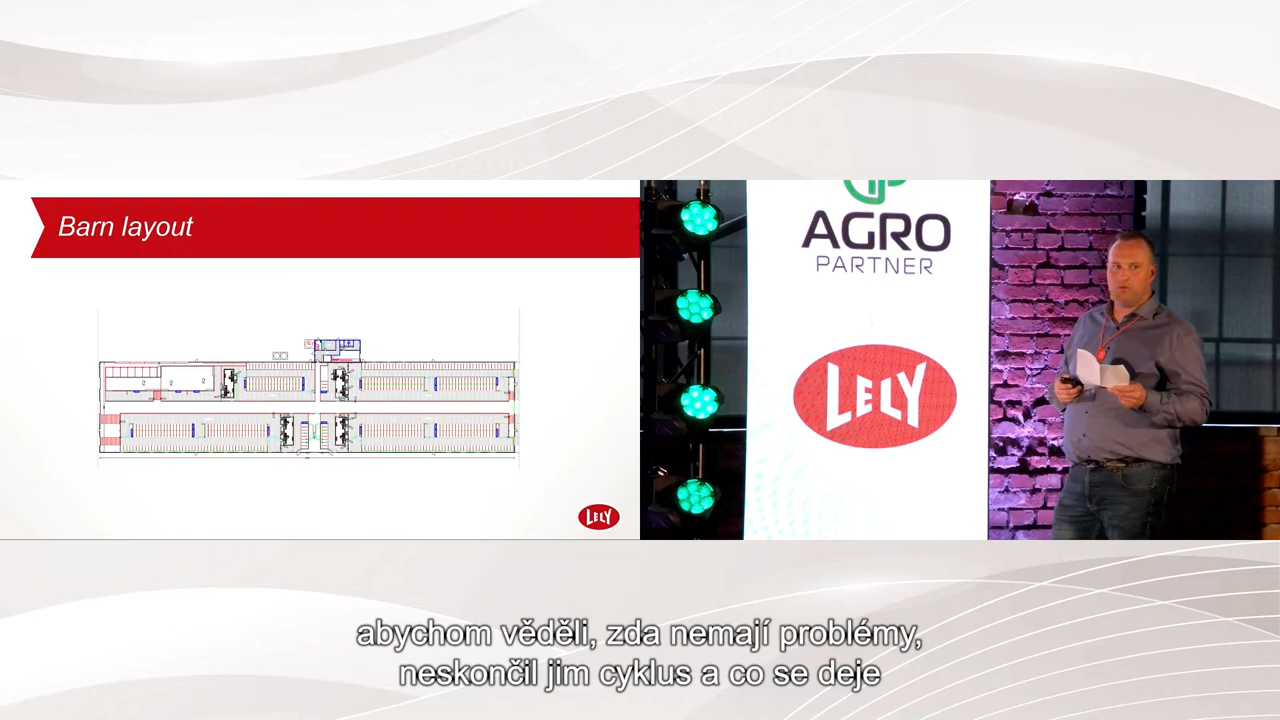 Barn layout
LELY
AGRO
PARTNER
LELY
abychom věděli, zda nemají problémy,
neskončil jim cyklus a co se deje